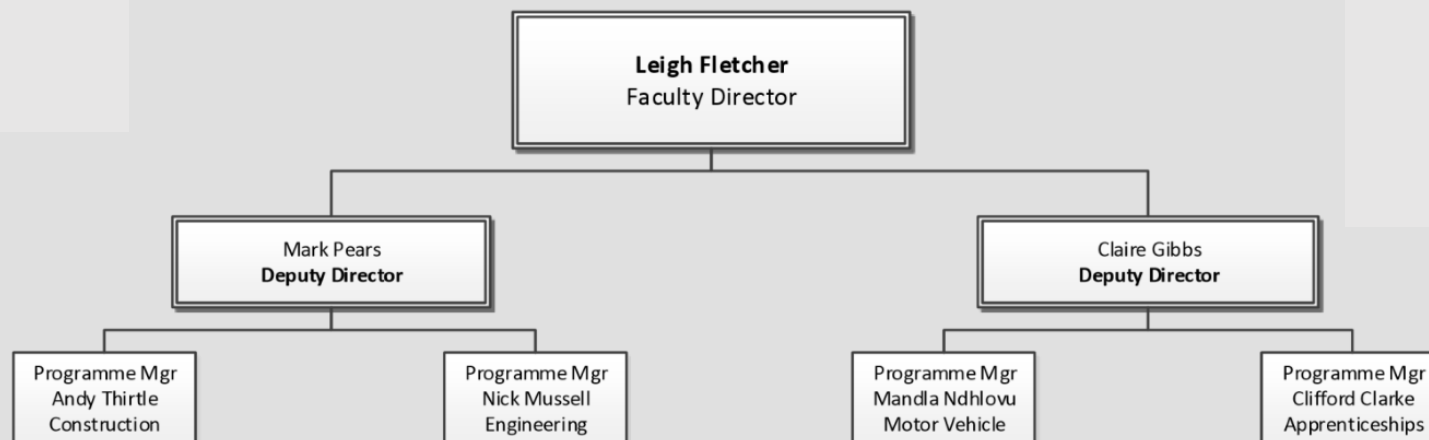 Leigh Fletcher
Faculty Director
Mark Pears
Deputy Director
Claire Gibbs
Deputy Director
Programme Mgr
Andy Thirtle
Construction
Programme Mgr
Nick Mussell
Engineering
Programme Mgr
Mandla Ndhlovu
Motor Vehicle
Programme Mgr
Clifford Clarke
Apprenticeships